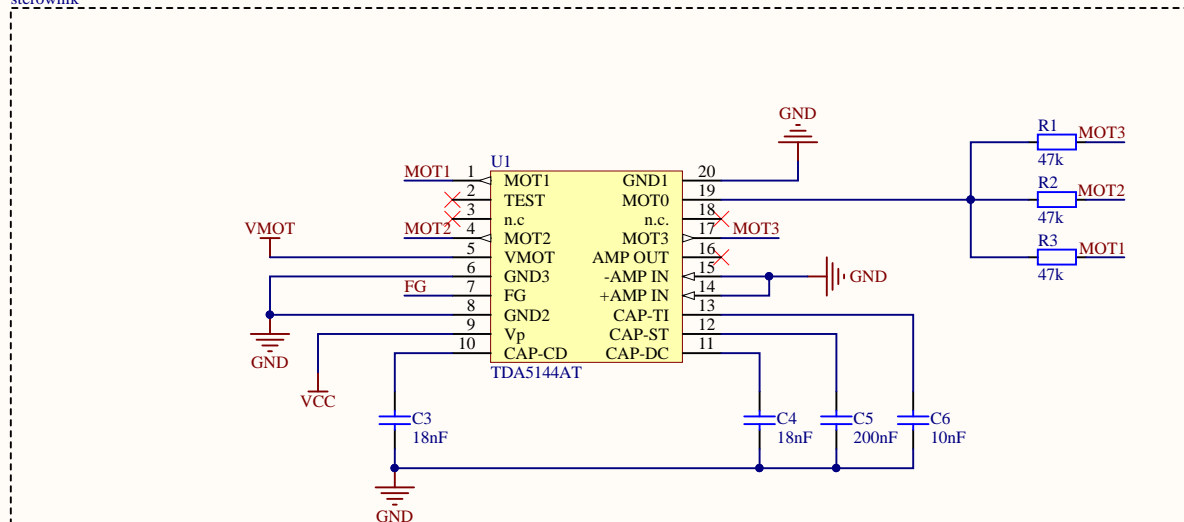 sterownik
GND
R1
MOT3
47k
R2
MOT2
47k
R3
MOT1
47k
U1
MOT1 1 MOT1
2 TEST
3 n.c
MOT2 4 MOT2
VMOT
5 VMOT
6 GND3
FG 7 FG
8 GND2
9 Vp
10 CAP-CD
GND1 20
MOT0 19
n.c. 18
MOT3 17 MOT3
AMP OUT 16
-AMP IN 15
+AMP IN 14
CAP-TI 13
CAP-ST 12
CAP-DC 11
GND
TDA5144AT
GND
VCC
C3
18nF
C4
18nF
C5
200nF
C6
10nF
GND